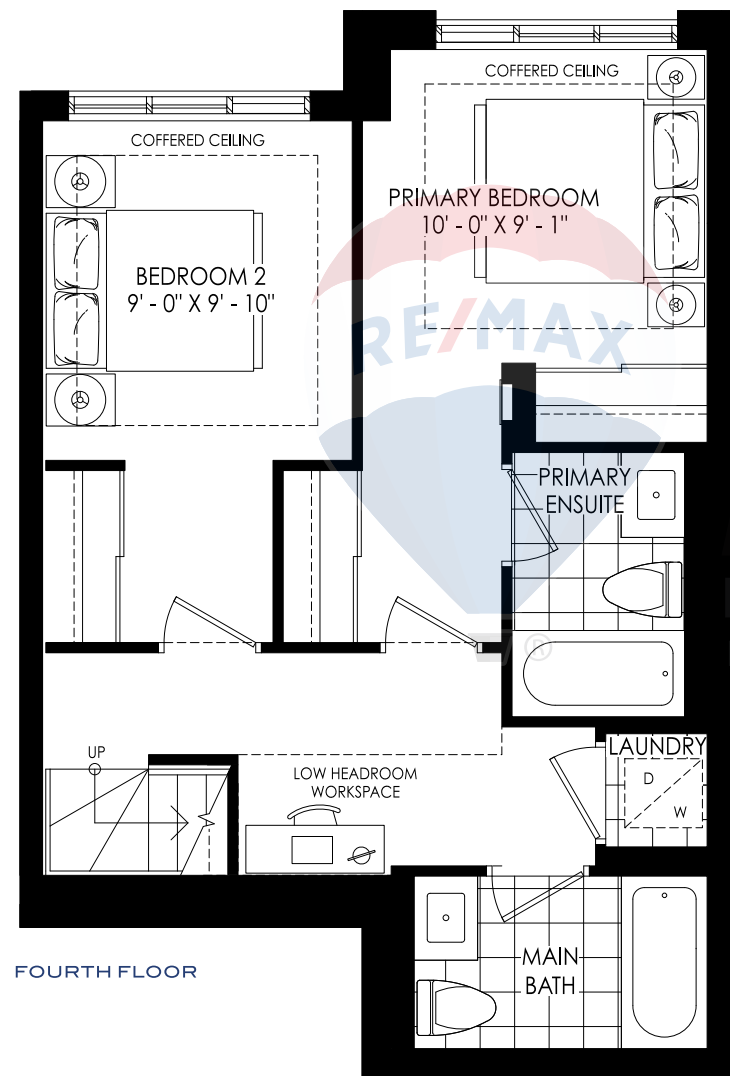 COFFERED CEILING
COFFERED CEILING
PRIMARY BEDROOM
10' - 0" X 9' - 1"
BEDROOM 2
9' - 0" X 9' - 10"
RE/MAX
PRIMARY
ENSUITE
®
UP
LOW HEADROOM
WORKSPACE
LAUNDRY
D
W
MAIN
BATH
FOURTH FLOOR